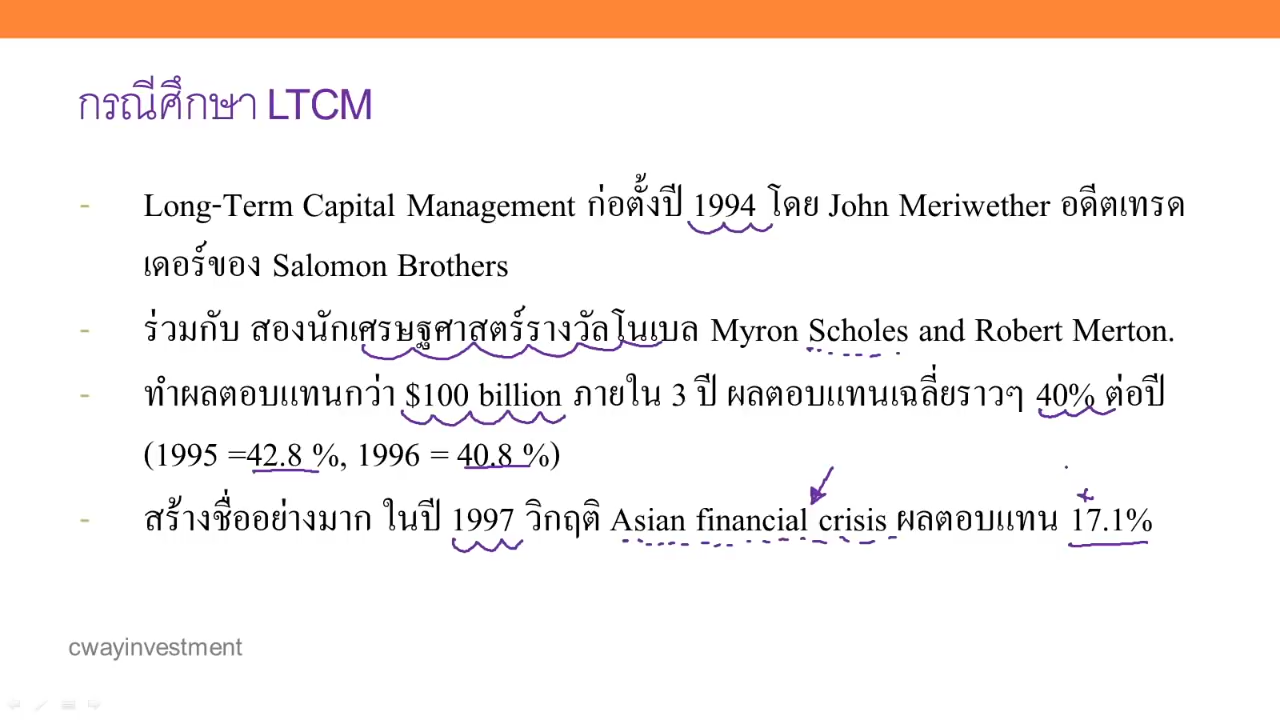 กรณีศึกษา LTCM
- Long-Term Capital Management ก่อตั้งปี 1994 โดย John Meriwether อดีตเทรด
เดอร์ของ Salomon Brothers
- ร่วมกับ สองนักเศรษฐศาสตร์รางวัลโนเบล Myron Scholes and Robert Merton.
- ทำผลตอบแทนกว่า $100 billion ภายใน 3 ปี ผลตอบแทนเฉลี่ยราวๆ 40% ต่อปี
(1995 =42.8 %, 1996 = 40.8 %)
+
- สร้างชื่ออย่างมาก ในปี 1997 วิกฤติ Asian financial crisis ผลตอบแทน 17.1%
cwayinvestment